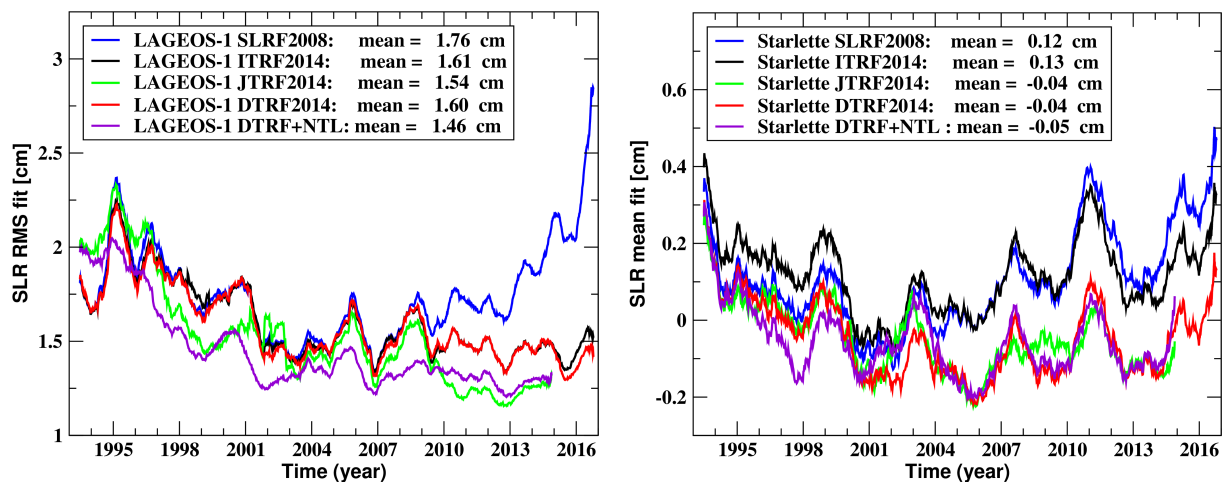 LAGEOS-1 SLRF2008: mean = 1.76 cm
LAGEOS-1 ITRF2014: mean = 1.61 cm
LAGEOS-1 JTRF2014: mean = 1.54 cm
LAGEOS-1 DTRF2014: mean = 1.60 cm
LAGEOS-1 DTRF+NTL: mean = 1.46 cm
3
2.5
2
1.5
1
SLR RMS fit [cm]
1995 1998 2001 2004 2007 2010 2013 2016
Time (year)
Starlette SLRF2008: mean = 0.12 cm
Starlette ITRF2014: mean = 0.13 cm
Starlette JTRF2014: mean = -0.04 cm
Starlette DTRF2014: mean = -0.04 cm
Starlette DTRF+NTL : mean = -0.05 cm
0.6
0.4
0.2
0
-0.2
SLR mean fit [cm]
1995 1998 2001 2004 2007 2010 2013 2016
Time (year)